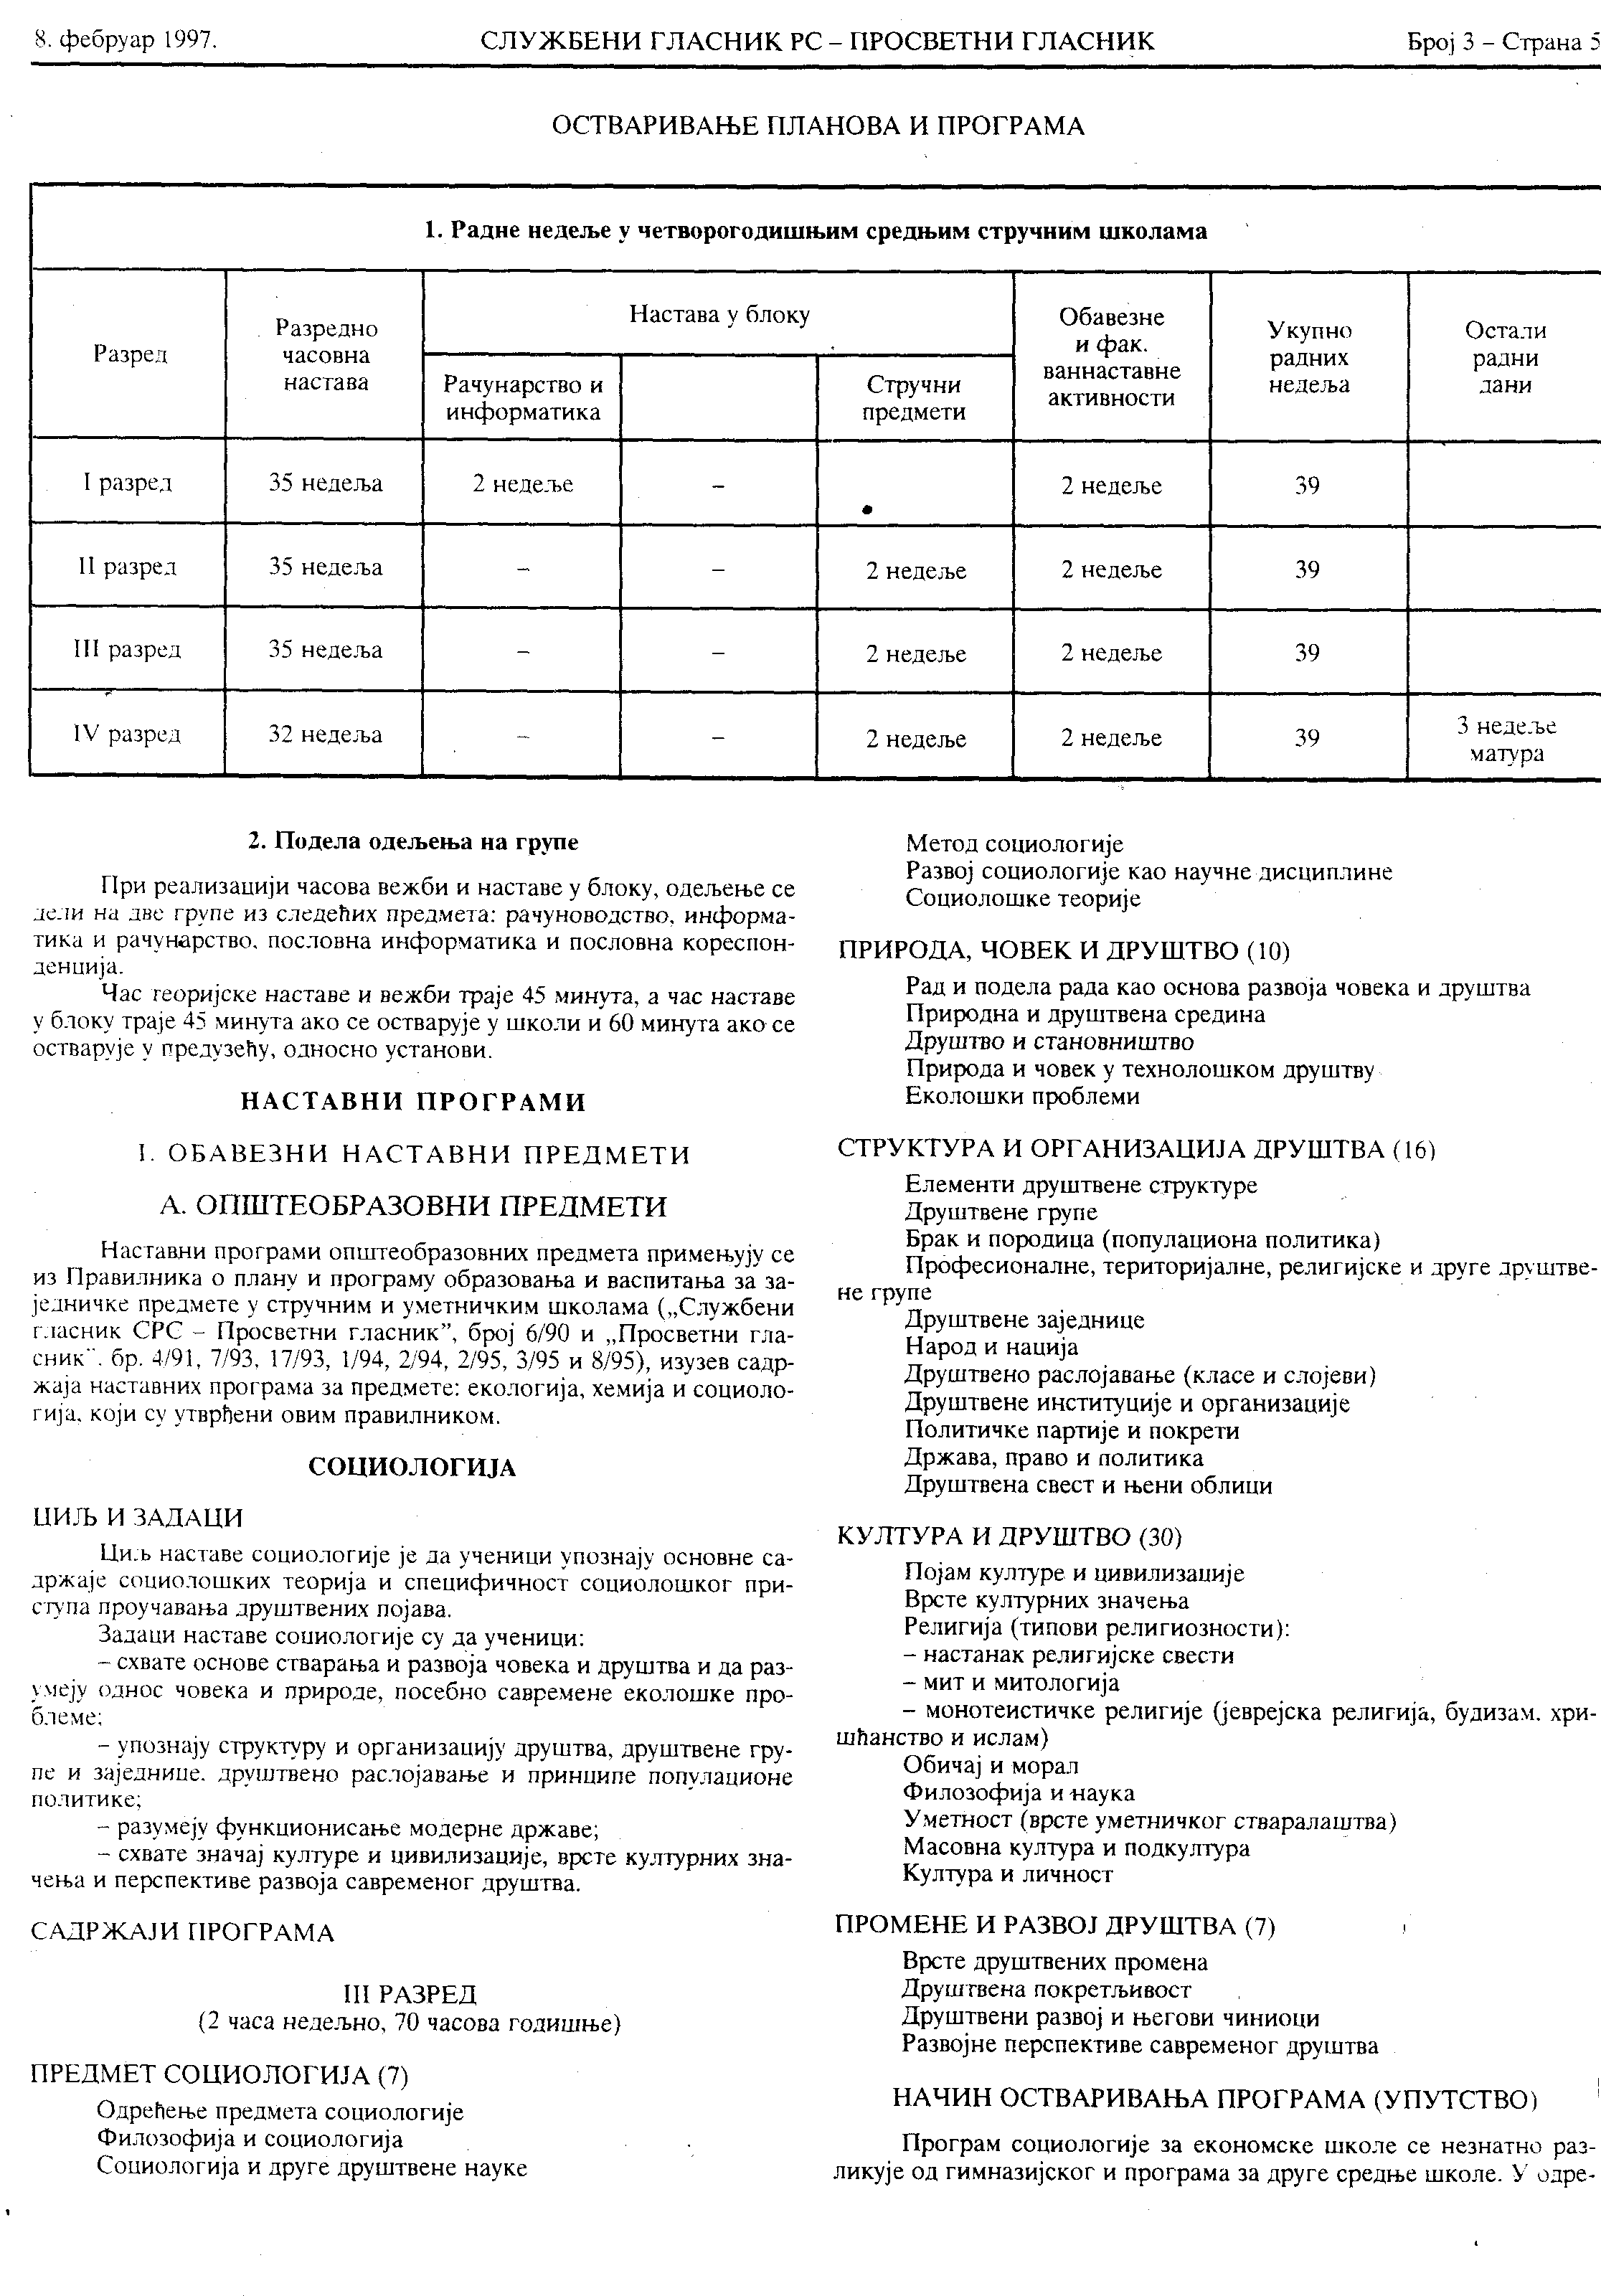 8. фебруар 1997.
СЛУЖБЕНИ ГЛАСНИК РС – ПРОСВЕТНИ ГЛАСНИК
Број 3 – Страна 5
ОСТВАРИВАЊЕ ПЛАНОВА И ПРОГРАМА
1. Радне недеље у четворогодишњим средњим стручним школама
Разред
Разредно
часовна
настава
Настава у блоку
Рачунарство и
информатика
Стручни
предмети
Обавезне
и фак.
ваннаставне
активности
Укупно
радних
недеља
Остали
радни
дани
I разред 35 недеља 2 недеље – 2 недеље 39
II разред 35 недеља – – 2 недеље 2 недеље 39
III разред 35 недеља – – 2 недеље 2 недеље 39
IV разред 32 недеља – – 2 недеље 2 недеље 39 3 недеље
матура
2. Подела одељења на групе
При реализацији часова вежби и наставе у блоку, одељење се
дели на две групе из следећих предмета: рачуноводство, информа-
тика и рачунарство, пословна информатика и пословна кореспон-
денција.
Час теоријске наставе и вежби траје 45 минута, а час наставе
у блоку траје 45 минута ако се остварује у школи и 60 минута ако се
остварује у предузећу, односно установи.
НАСТАВНИ ПРОГРАМИ
I. ОБАВЕЗНИ НАСТАВНИ ПРЕДМЕТИ
А. ОПШТЕОБРАЗОВНИ ПРЕДМЕТИ
Наставни програми општеобразовних предмета примењују се
из Правилника о плану и програму образовања и васпитања за за-
једничке предмете у стручним и уметничким школама („Службени
гласник СРС – Просветни гласник”, број 6/90 и „Просветни гла-
сник”. бр. 4/91, 7/93, 17/93, 1/94, 2/94, 2/95, 3/95 и 8/95), изузев садр-
жаја наставних програма за предмете: екологија, хемија и социоло-
гија, који су утврђени овим правилником.
СОЦИОЛОГИЈА
ЦИЉ И ЗАДАЦИ
Циљ наставе социологије је да ученици упознају основне са-
држаје социолошких теорија и специфичност социолошког при-
ступа проучавања друштвених појава.
Задаци наставе социологије су да ученици:
– схвате основе стварања и развоја човека и друштва и да раз-
умеју однос човека и природе, посебно савремене еколошке про-
блеме;
– упознају структуру и организацију друштва, друштвене гру-
пе и заједнице, друштвено раслојавање и принципе популационе
политике;
– разумеју функционисање модерне државе;
– схвате значај културе и цивилизације, врсте културних зна-
чења и перспективе развоја савременог друштва.
САДРЖАЈИ ПРОГРАМА
III РАЗРЕД
(2 часа недељно, 70 часова годишње)
ПРЕДМЕТ СОЦИОЛОГИЈА (7)
Одређење предмета социологије
Филозофија и социологија
Социологија и друге друштвене науке
Метод социологије
Развој социологије као научне дисциплине
Социолошке теорије
ПРИРОДА, ЧОВЕК И ДРУШТВО (10)
Рад и подела рада као основа развоја човека и друштва
Природна и друштвена средина
Друштво и становништво
Природа и човек у технолошком друштву
Еколошки проблеми
СТРУКТУРА И ОРГАНИЗАЦИЈА ДРУШТВА (16)
Елементи друштвене структуре
Друштвене групе
Брак и породица (популациона политика)
Професионалне, територијалне, религијске и друге друштве-
не групе
Друштвене заједнице
Народ и нација
Друштвено раслојавање (класе и слојеви)
Друштвене институције и организације
Политичке партије и покрети
Држава, право и политика
Друштвена свест и њени облици
КУЛТУРА И ДРУШТВО (30)
Појам културе и цивилизације
Врсте културних значења
Религија (типови религиозности):
– настанак религијске свести
– мит и митологија
– монотеистичке религије (јеврејска религија, будизам. хри-
шћанство и ислам)
Обичај и морал
Филозофија и наука
Уметност (врсте уметничког стваралаштва)
Масовна култура и подкултура
Култура и личност
ПРОМЕНЕ И РАЗВОЈ ДРУШТВА (7)
Врсте друштвених промена
Друштвена покретљивост
Друштвени развој и његови чиниоци
Развојне перспективе савременог друштва
НАЧИН ОСТВАРИВАЊА ПРОГРАМА (УПУТСТВО)
Програм социологије за економске школе се незнатно раз-
ликује од гимназијског и програма за друге средње школе. У одре-